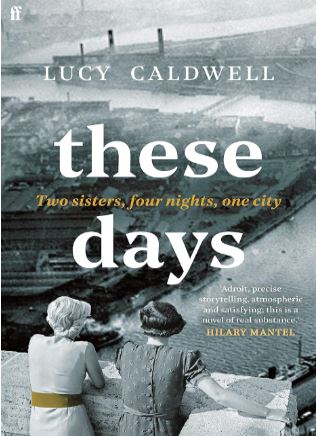 ff
LUCY CALDWELL
these
Two sisters, four nights, one city
days
'Adroit, precise
storytelling, atmospheric
and satisfying; this is a
novel of real substance.'
HILARY MANTEL